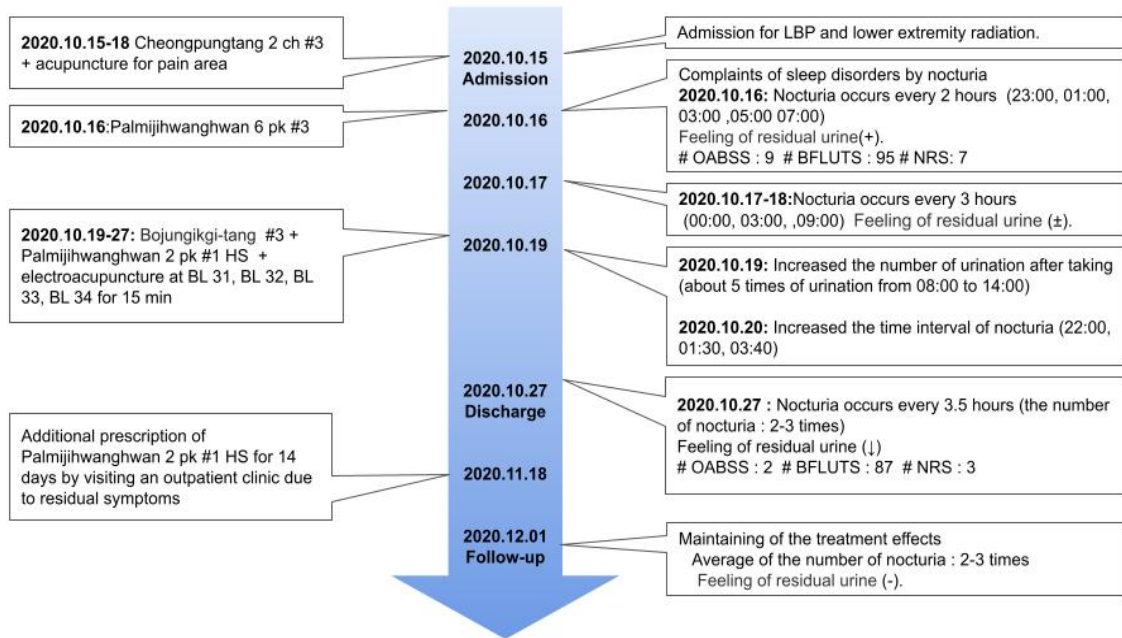 2020.10.15-18 Cheongpungtang 2 ch #3
+ acupuncture for pain area
2020.10.16:Palmijihwanghwan 6 pk #3
2020.10.19-27: Bojungikgi-tang #3 +
Palmijihwanghwan 2 pk #1 HS +
electroacupuncture at BL 31, BL 32, BL
33, BL 34 for 15 min
Additional prescription of
Palmijihwanghwan 2 pk #1 HS for 14
days by visiting an outpatient clinic due
to residual symptoms
2020.10.15
Admission
2020.10.16
2020.10.17
2020.10.19
2020.10.27
Discharge
2020.11.18
2020.12.01
Follow-up
Admission for LBP and lower extremity radiation.
Complaints of sleep disorders by nocturia
2020.10.16: Nocturia occurs every 2 hours (23:00, 01:00,
03:00 ,05:00 07:00)
Feeling of residual urine(+).
# OABSS : 9 # BFLUTS : 95 # NRS: 7
2020.10.17-18:Nocturia occurs every 3 hours
(00:00, 03:00, ,09:00) Feeling of residual urine (±).
2020.10.19: Increased the number of urination after taking
(about 5 times of urination from 08:00 to 14:00)
2020.10.20: Increased the time interval of nocturia (22:00,
01:30, 03:40)
2020.10.27 : Nocturia occurs every 3.5 hours (the number
of nocturia : 2-3 times)
Feeling of residual urine (↓)
# OABSS : 2 # BFLUTS : 87 # NRS : 3
Maintaining of the treatment effects
Average of the number of nocturia : 2-3 times
Feeling of residual urine (-).